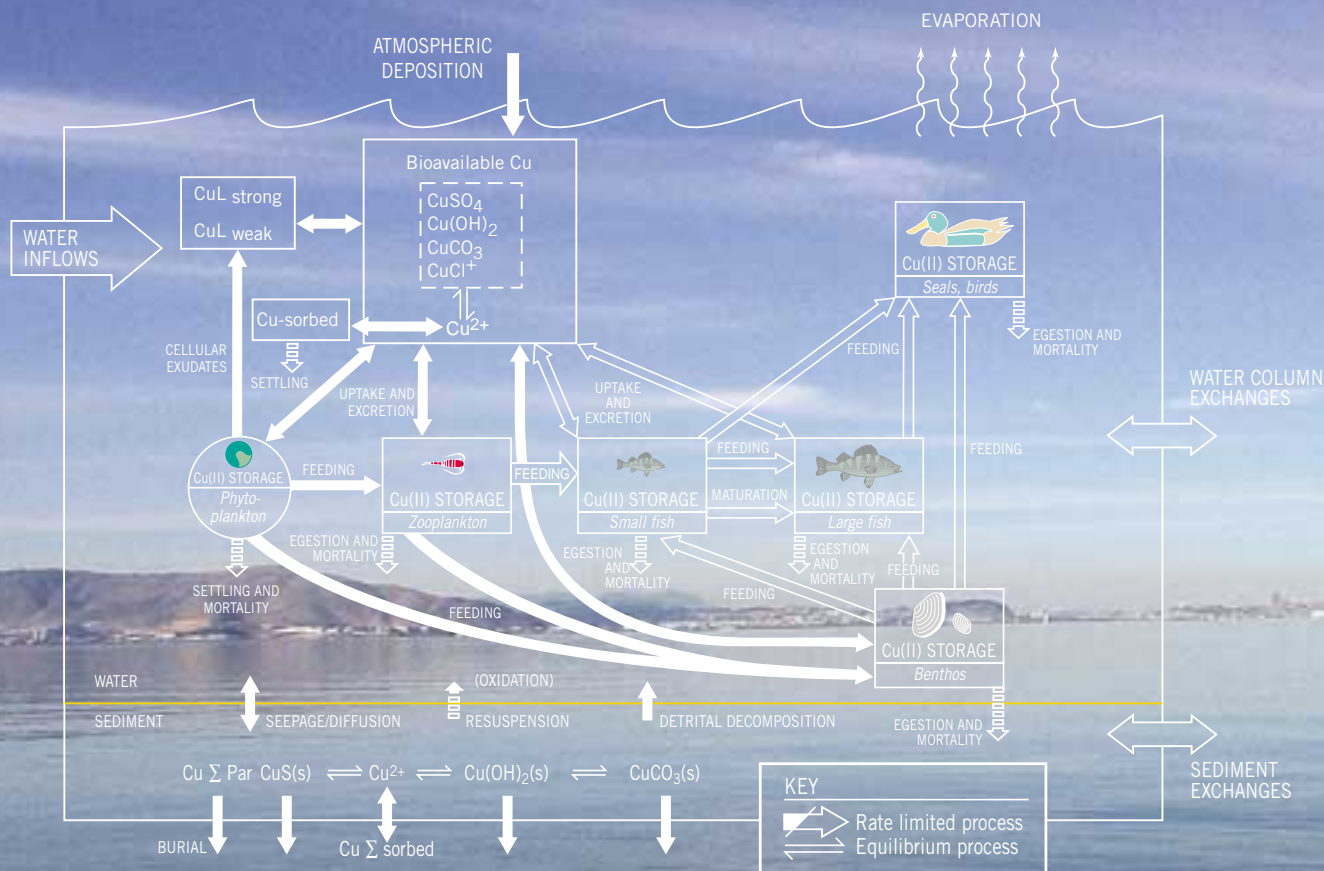 EVAPORATION
ATMOSPHERIC
DEPOSITION
Bioavailable Cu
CuSO4
Cu(OH)2
CuCO3
CuCl+
Cu2+
CuL strong
CuL weak
WATER
INFLOWS
Cu-sorbed
SETTLING
CELLULAR
EXUDATES
UPTAKE AND
EXCRETION
UPTAKE
AND
EXCRETION
Cu(II) STORAGE
Seals, birds
EGESTION AND
MORTALITY
FEEDING
FEEDING
WATER COLUMN
EXCHANGES
Cu(II) STORAGE
Phyto-
plankton
FEEDING
Cu(II) STORAGE
Zooplankton
FEEDING
Cu(II) STORAGE
Small fish
FEEDING
MATURATION
Cu(II) STORAGE
Large fish
SETTLING AND
MORTALITY
EGESTION AND
MORTALITY
EGESTION
AND
MORTALITY
EGESTION
AND
MORTALITY
FEEDING
FEEDING
FEEDING
Cu(II) STORAGE
Benthos
EGESTION AND
MORTALITY
WATER
SEDIMENT
SEEPAGE/DIFFUSION
(OXIDATION)
RESUSPENSION
DETRITAL DECOMPOSITION
SEDIMENT
EXCHANGES
Cu Σ Par CuS(s) ⇌ Cu2+ ⇌ Cu(OH)2(s) ⇌ CuCO3(s)
BURIAL
Cu Σ sorbed
KEY
Rate limited process
Equilibrium process